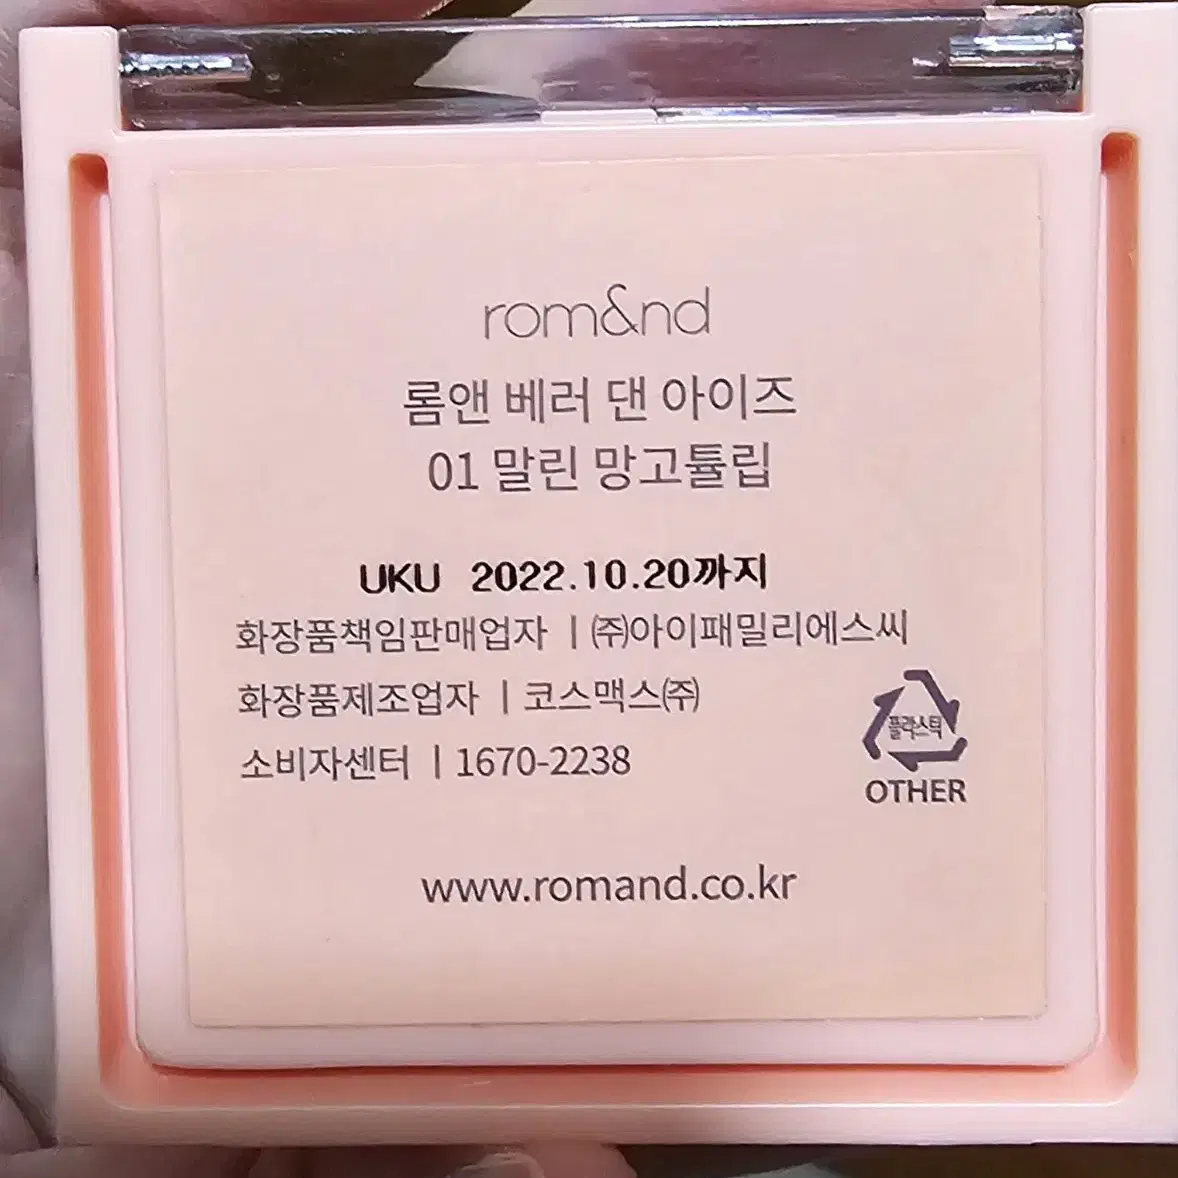 rom&nd
롬앤 베러 댄 아이즈
01 말린 망고튤립
UKU 2022.10.20까지
화장품책임판매업자 | ㈜아이패밀리에스씨
화장품제조업자 | 코스맥스㈜
소비자센터 | 1670-2238
플라스틱
OTHER
www.romand.co.kr